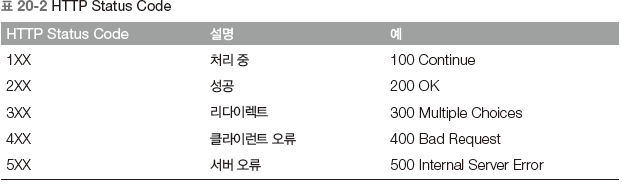 표 20-2 HTTP Status Code
HTTP Status Code 설명 예
1XX 처리 중 100 Continue
2XX 성공 200 OK
3XX 리다이렉트 300 Multiple Choices
4XX 클라이런트 오류 400 Bad Request
5XX 서버 오류 500 Internal Server Error